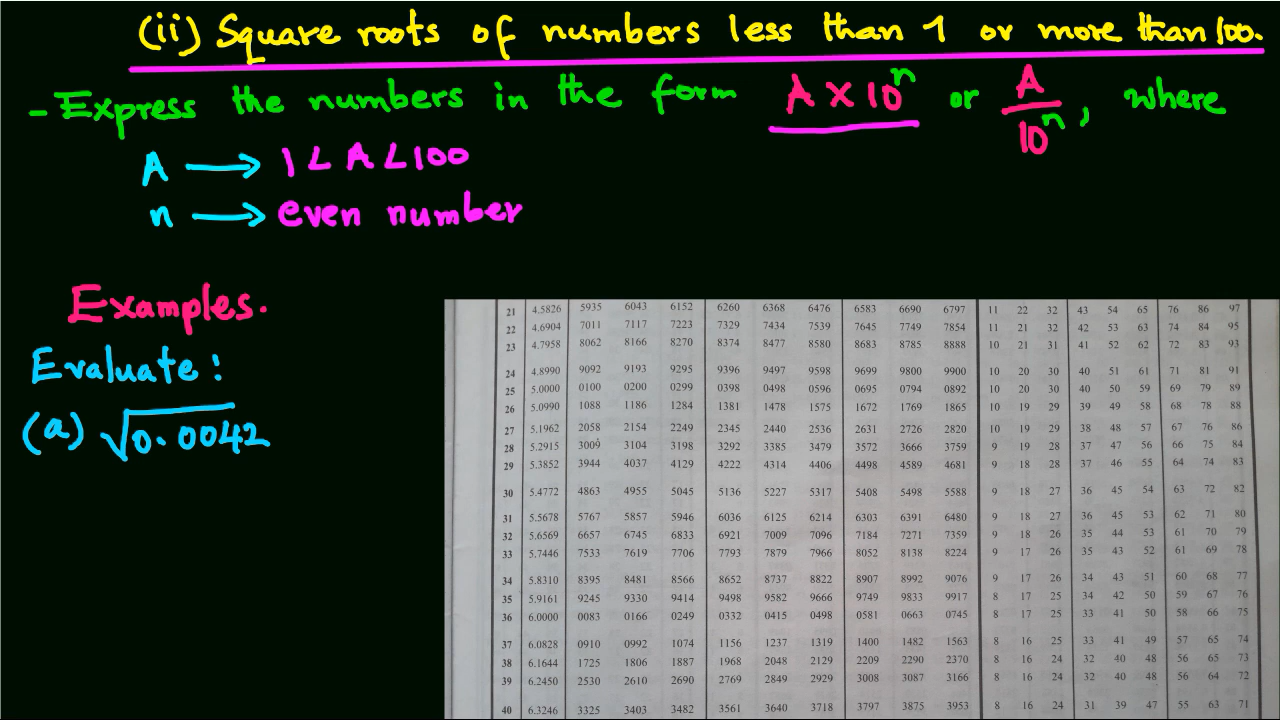 (ii) Square roots of numbers less than 1 or more than 100.
- Express the numbers in the form A x 10^n or A/10^n, where
A → 1 < A < 100
n → even number
Examples.
Evaluate:
(a) √0.0042
21 4.5826 5935 6043 6152 6260 6368 6476 6583 6690 6797 11 22 32 43 54 65 76 86 97
22 4.6904 7011 7117 7223 7329 7434 7539 7645 7749 7854 11 21 32 42 53 63 74 84 95
23 4.7958 8062 8166 8270 8374 8477 8580 8683 8785 8888 10 21 31 41 52 62 72 83 93
24 4.8990 9092 9193 9295 9396 9497 9598 9699 9800 9900 10 20 30 40 51 61 71 81 91
25 5.0000 0100 0200 0299 0398 0498 0596 0695 0794 0892 10 20 30 40 50 59 69 79 89
26 5.0990 1088 1186 1284 1381 1478 1575 1672 1769 1865 10 19 29 39 49 58 68 78 88
27 5.1962 2058 2154 2249 2345 2440 2536 2631 2726 2820 10 19 29 38 48 57 67 76 86
28 5.2915 3009 3104 3198 3292 3385 3479 3572 3666 3759 9 19 28 37 47 56 66 75 84
29 5.3852 3944 4037 4129 4222 4314 4406 4498 4589 4681 9 18 28 37 46 55 64 74 83
30 5.4772 4863 4955 5045 5136 5227 5317 5408 5498 5588 9 18 27 36 45 54 63 72 82
31 5.5678 5767 5857 5946 6036 6125 6214 6303 6391 6480 9 18 27 36 45 53 62 71 80
32 5.6569 6657 6745 6833 6921 7009 7096 7184 7271 7359 9 18 26 35 44 53 61 70 79
33 5.7446 7533 7619 7706 7793 7879 7966 8052 8138 8224 9 17 26 35 43 52 61 69 78
34 5.8310 8395 8481 8566 8652 8737 8822 8907 8992 9076 9 17 26 34 43 51 60 68 77
35 5.9161 9245 9330 9414 9498 9582 9666 9749 9833 9917 8 17 25 34 42 50 59 67 76
36 6.0000 0083 0166 0249 0332 0415 0498 0581 0663 0745 8 17 25 33 41 50 58 66 75
37 6.0828 0910 0992 1074 1156 1237 1319 1400 1482 1563 8 16 25 33 41 49 57 65 74
38 6.1644 1725 1806 1887 1968 2048 2129 2209 2290 2370 8 16 24 32 40 48 56 65 73
39 6.2450 2530 2610 2690 2769 2849 2929 3008 3087 3166 8 16 24 32 40 48 56 64 72
40 6.3246 3325 3403 3482 3561 3640 3718 3797 3875 3953 8 16 24 31 39 47 55 63 71